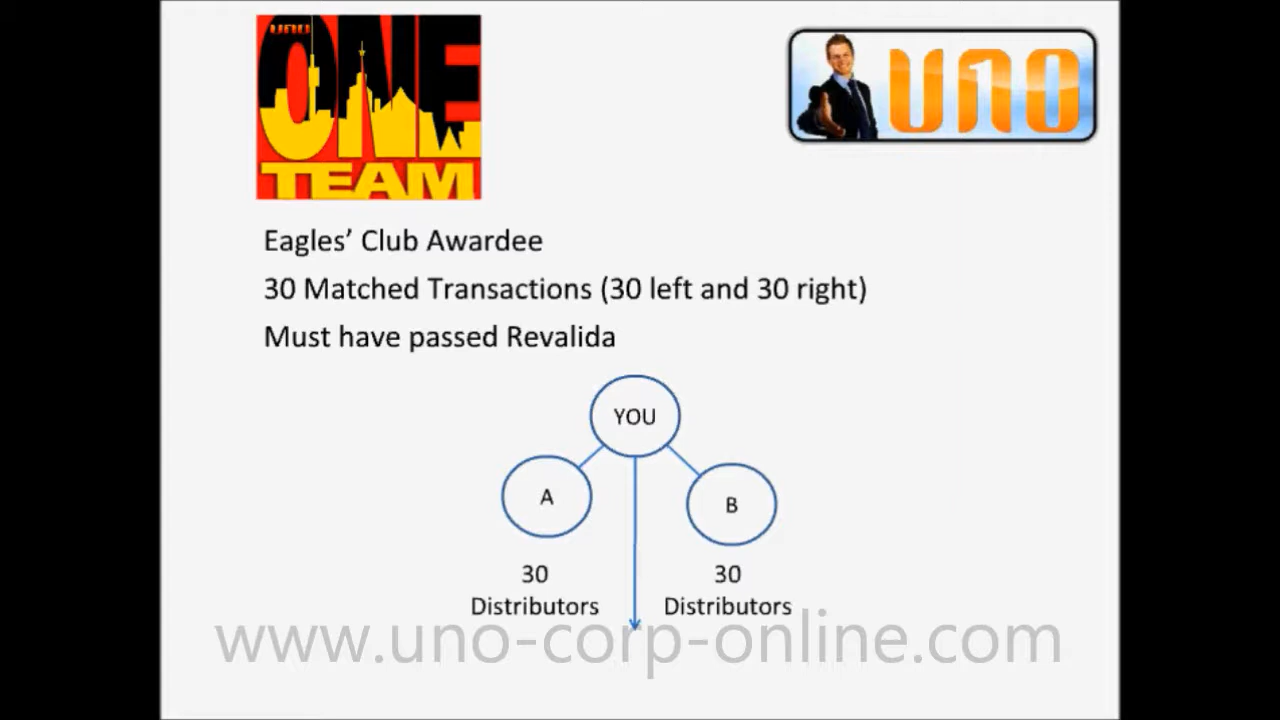 UNO
ONE
TEAM
UNO
Eagles’ Club Awardee
30 Matched Transactions (30 left and 30 right)
Must have passed Revalida
YOU
A
B
30
Distributors
30
Distributors
www.uno-corp-online.com